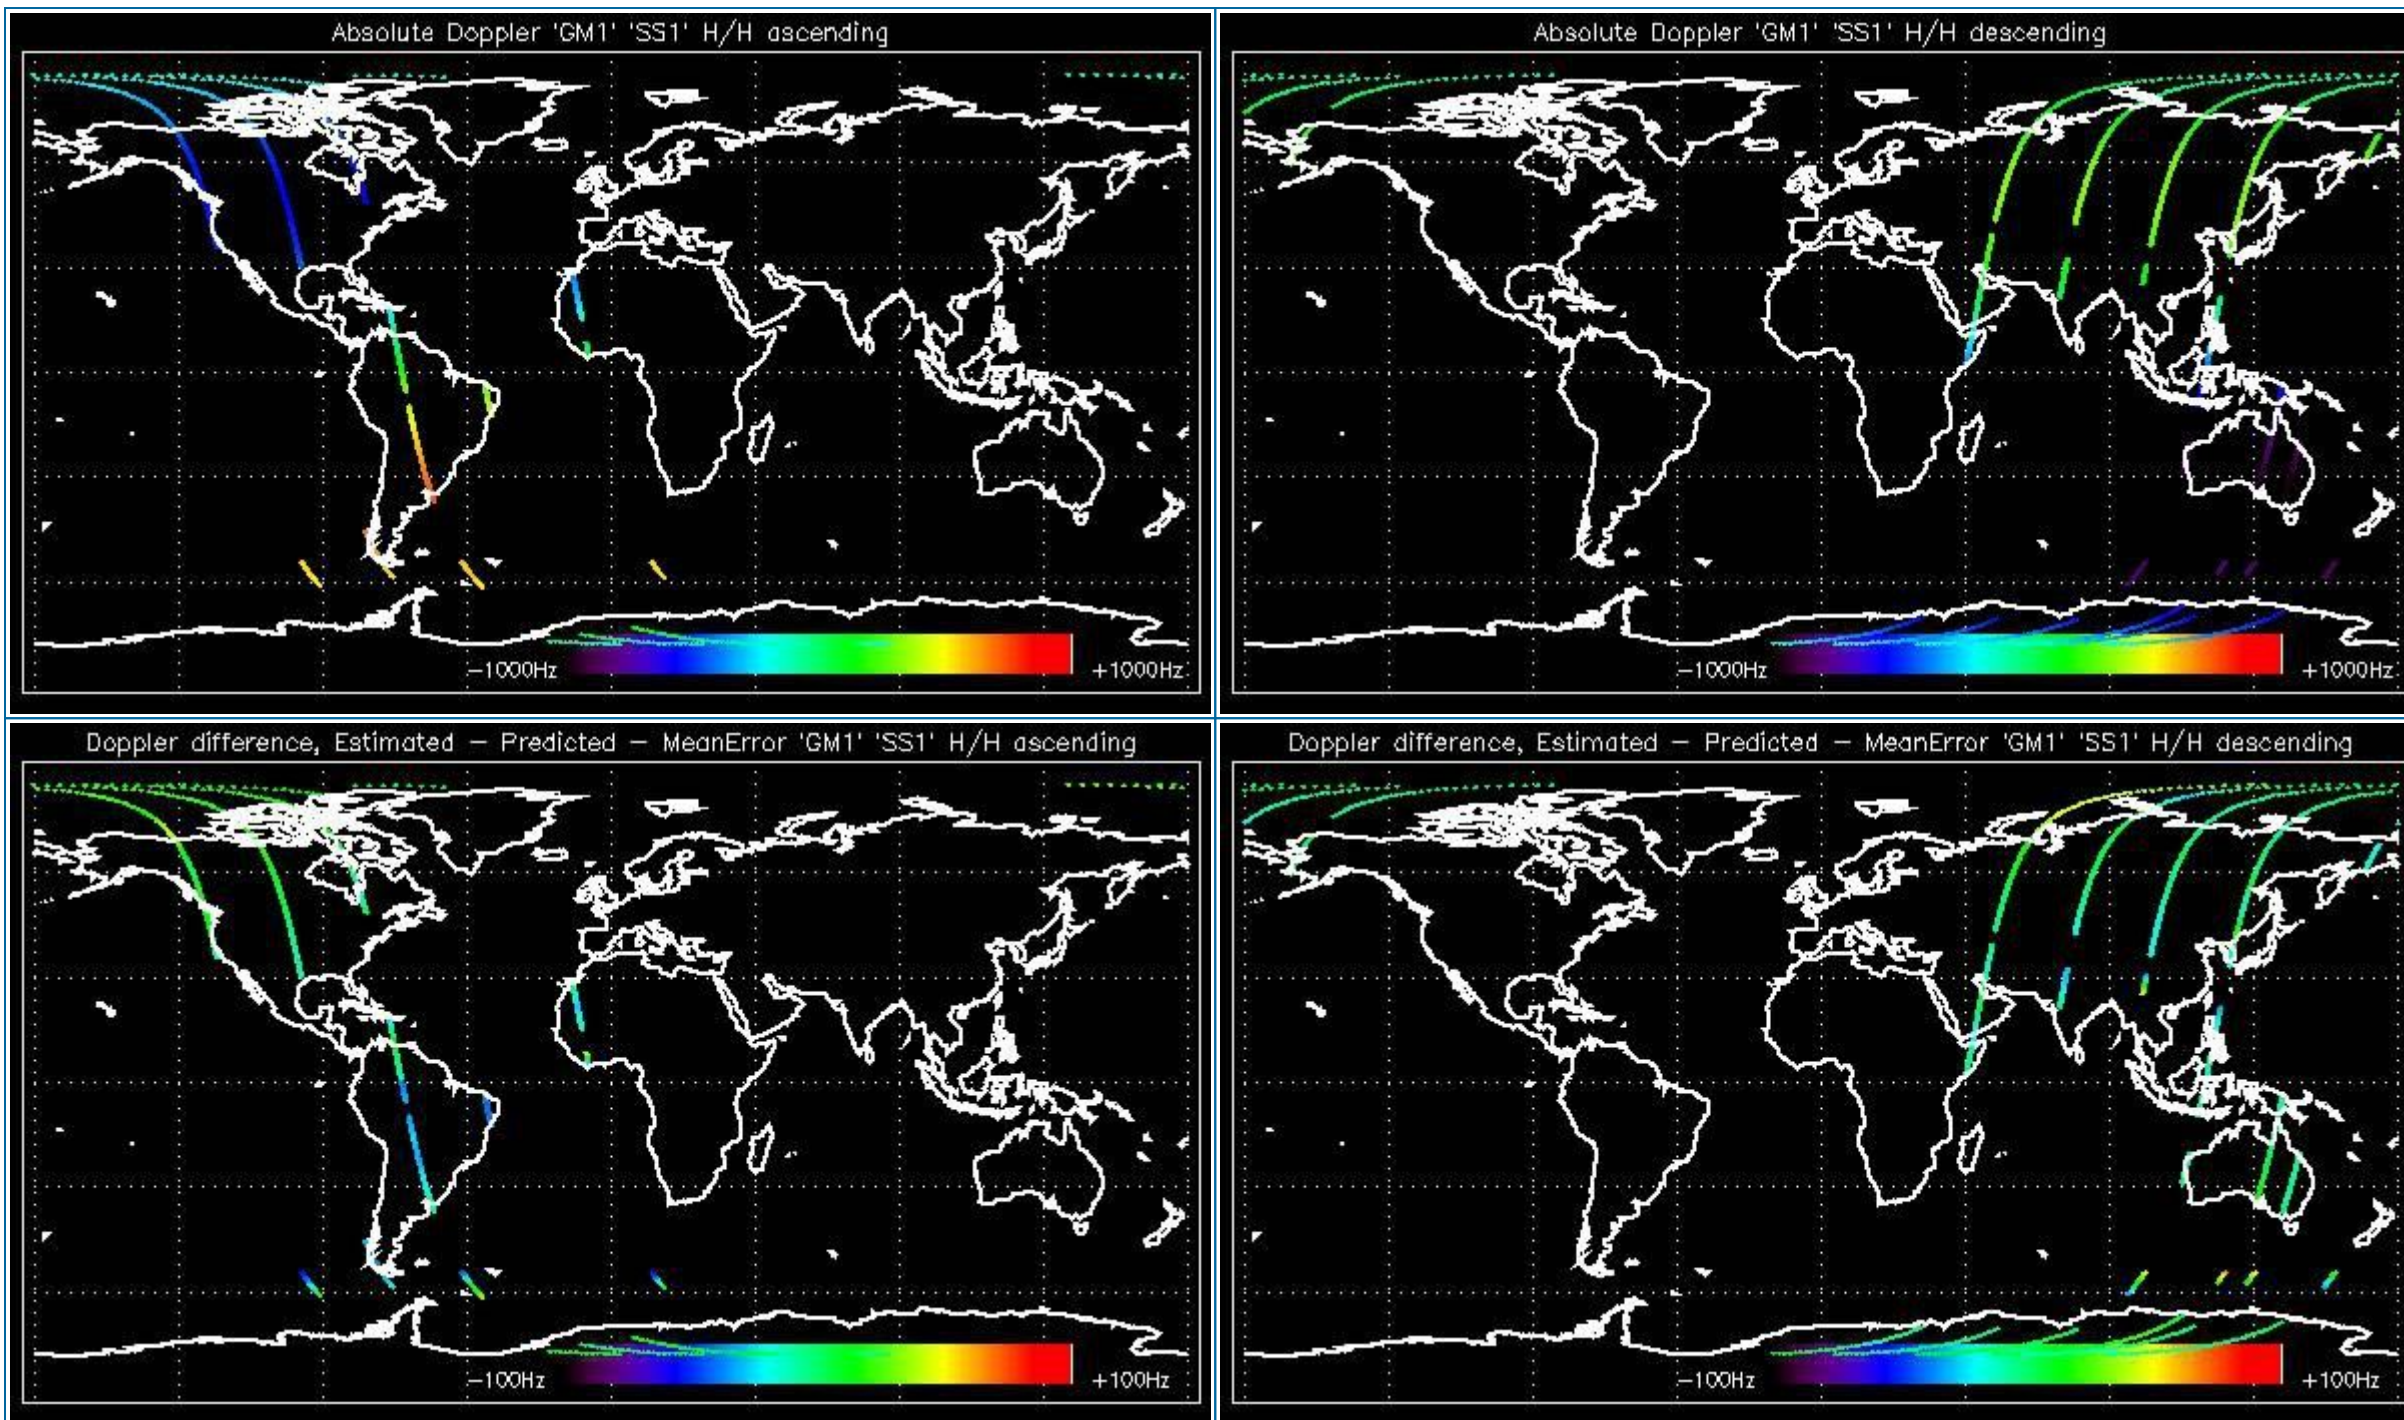 Absolute Doppler 'GM1' 'SS1' H/H ascending
-1000Hz
+1000Hz
Absolute Doppler 'GM1' 'SS1' H/H descending
-1000Hz
+1000Hz
Doppler difference, Estimated - Predicted - MeanError 'GM1' 'SS1' H/H ascending
-100Hz
+100Hz
Doppler difference, Estimated - Predicted - MeanError 'GM1' 'SS1' H/H descending
-100Hz
+100Hz